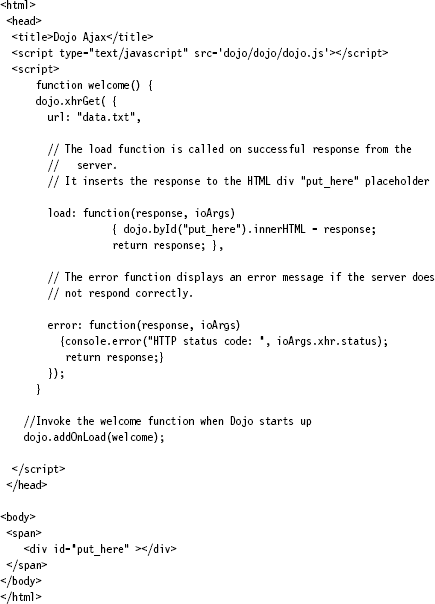 <html>
<head>
<title>Dojo Ajax</title>
<script type="text/javascript" src='dojo/dojo/dojo.js'></script>
<script>
function welcome() {
dojo.xhrGet( {
url: "data.txt",
// The load function is called on successful response from the
//   server.
// It inserts the response to the HTML div "put_here" placeholder
load: function(response, ioArgs)
{ dojo.byId("put_here").innerHTML = response;
return response; },
// The error function displays an error message if the server does
// not respond correctly.
error: function(response, ioArgs)
{console.error("HTTP status code: ", ioArgs.xhr.status);
return response;}
});
}
//Invoke the welcome function when Dojo starts up
dojo.addOnLoad(welcome);
</script>
</head>
<body>
<span>
<div id="put_here" ></div>
</span>
</body>
</html>